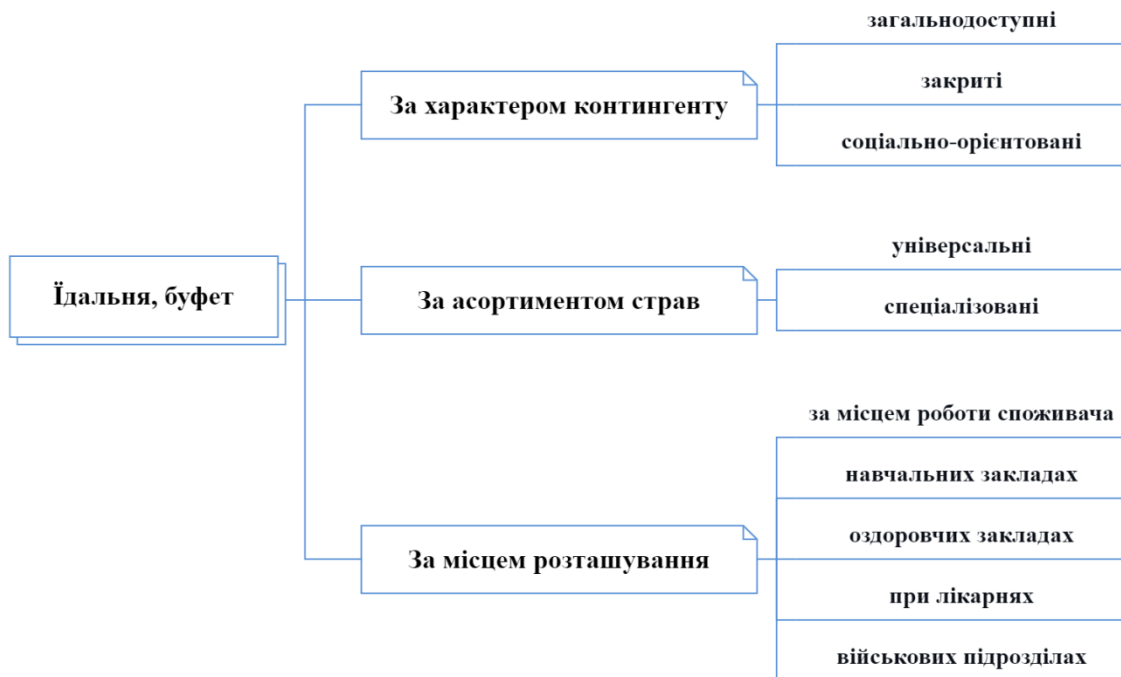 Їдальня, буфет
За характером контингенту
загальнодоступні
закриті
соціально-орієнтовані
За асортиментом страв
універсальні
спеціалізовані
За місцем розташування
за місцем роботи споживача
навчальних закладах
оздоровчих закладах
при лікарнях
військових підрозділах